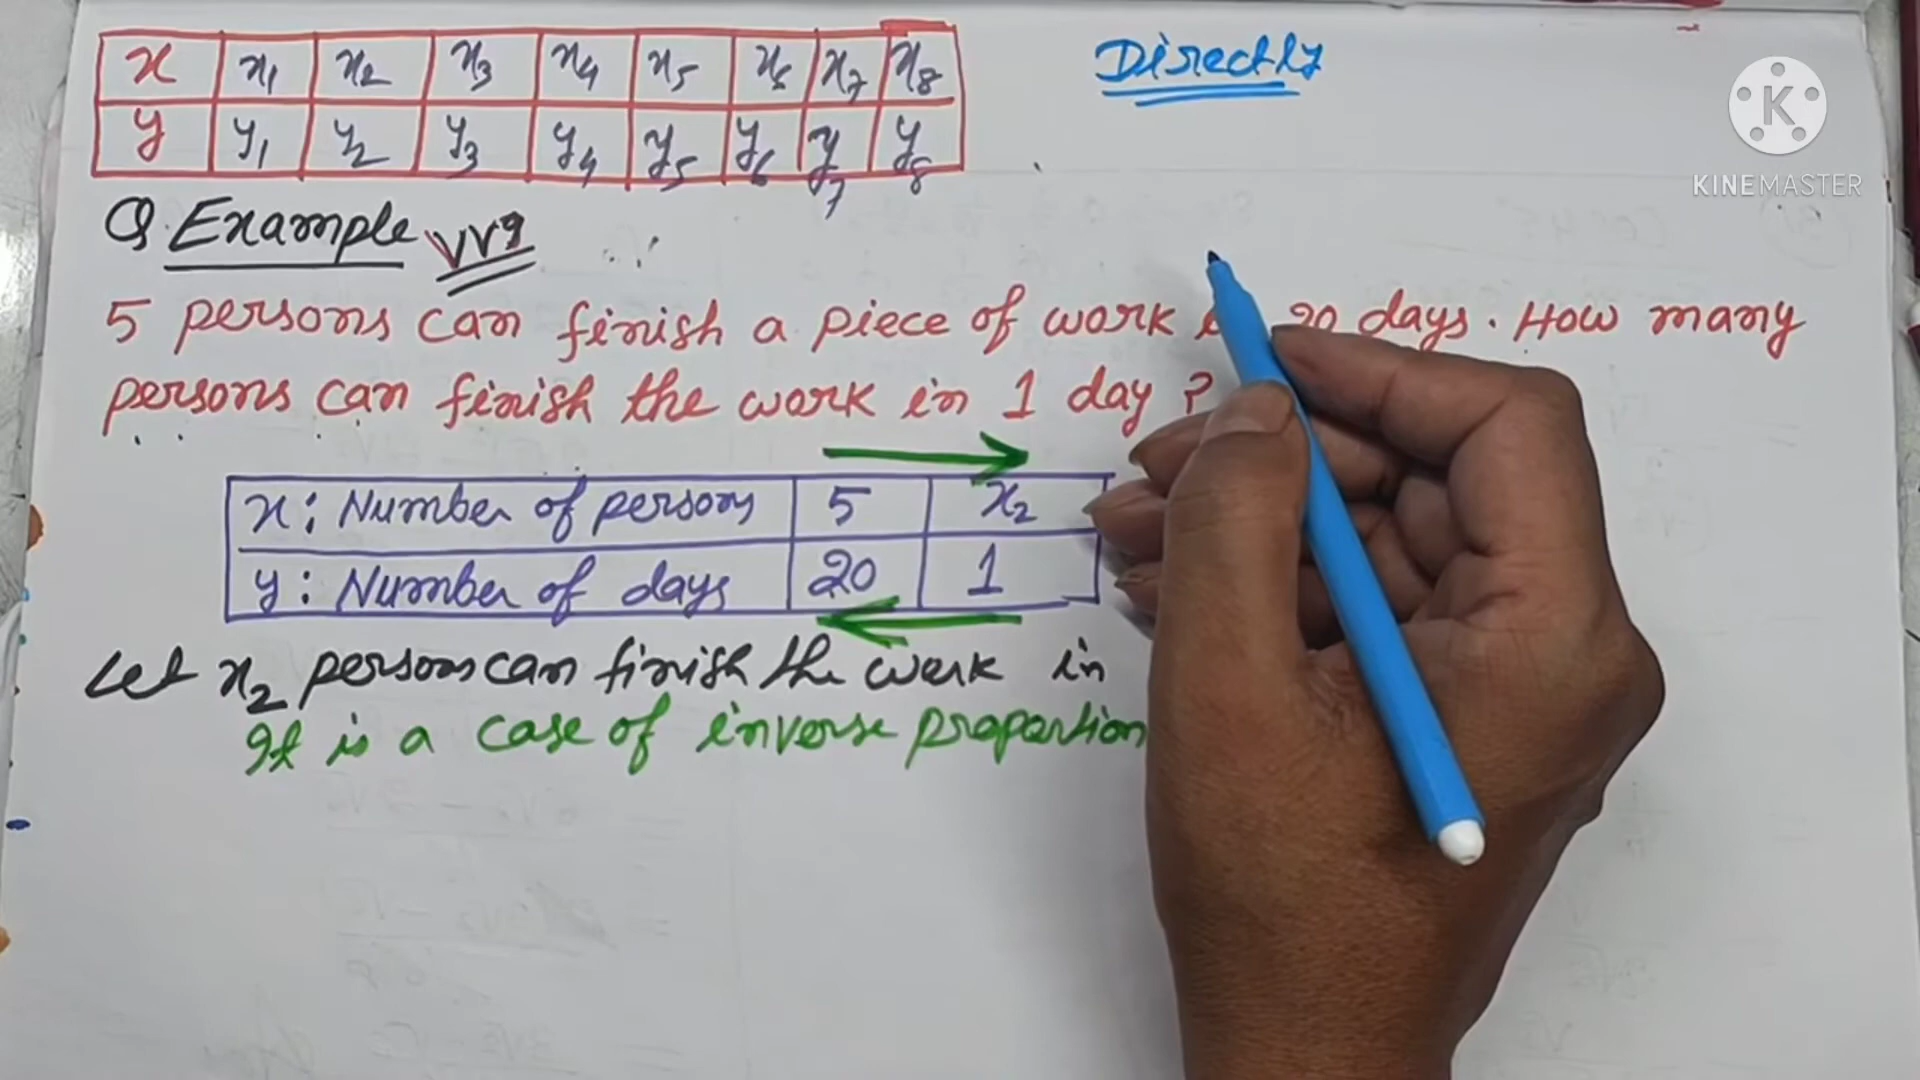 x x1 x2 x3 x4 x5 x6 x7 x8
y y1 y2 y3 y4 y5 y6 y7 y8
Directly
K
KINEMASTER
Q Example VVI
5 persons can finish a piece of work 20 days. How many
persons can finish the work in 1 day?
x: Number of persons 5 x2
y: Number of days 20 1
Let x2 persons can finish the work in
It is a case of inverse proportion